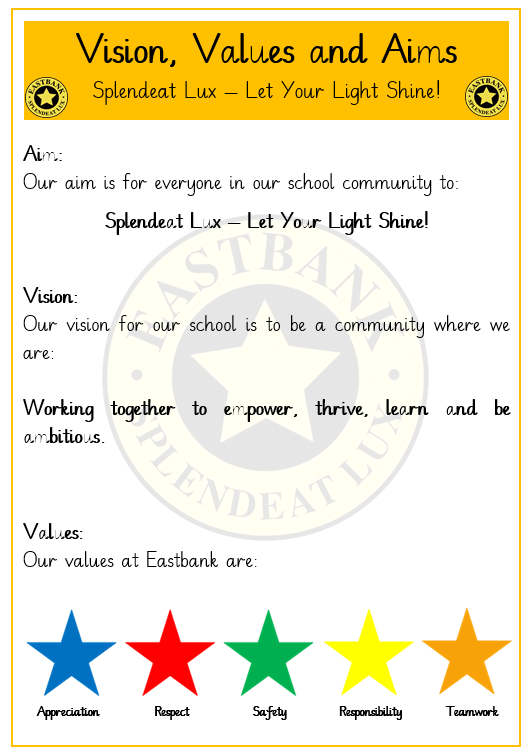 Vision, Values and Aims
Splendeat Lux – Let Your Light Shine!
EASTBANK
SPLENDEAT LUX
EASTBANK
SPLENDEAT LUX
Aim:
Our aim is for everyone in our school community to:
Splendeat Lux – Let Your Light Shine!
EASTBANK
SPLENDEAT LUX
Vision:
Our vision for our school is to be a community where we
are:
Working together to empower, thrive, learn and be
ambitious.
Values:
Our values at Eastbank are:
Appreciation
Respect
Safety
Responsibility
Teamwork